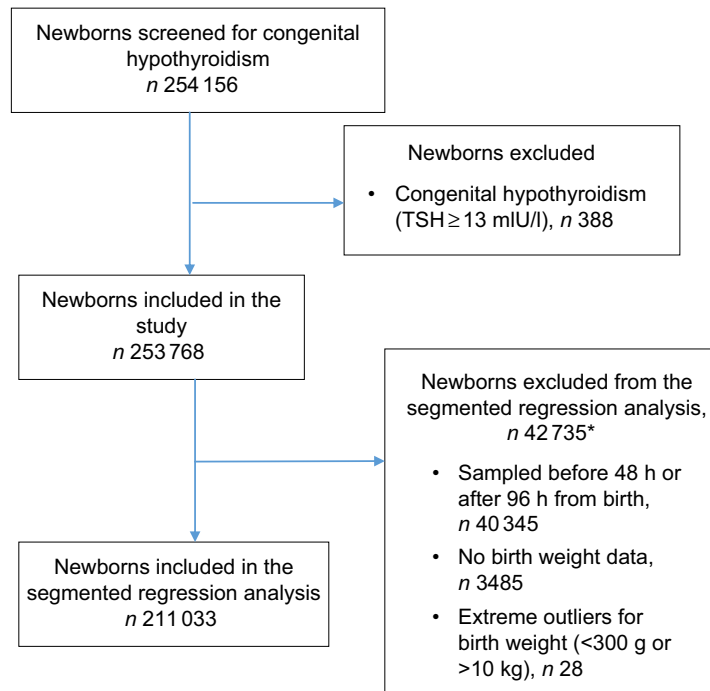 Newborns screened for congenital
hypothyroidism
n 254 156
Newborns excluded
• Congenital hypothyroidism
(TSH ≥ 13 mIU/l), n 388
Newborns included in the
study
n 253 768
Newborns excluded from the
segmented regression analysis,
n 42 735*
• Sampled before 48 h or
after 96 h from birth,
n 40 345
• No birth weight data,
n 3485
• Extreme outliers for
birth weight (<300 g or
>10 kg), n 28
Newborns included in the
segmented regression analysis
n 211 033